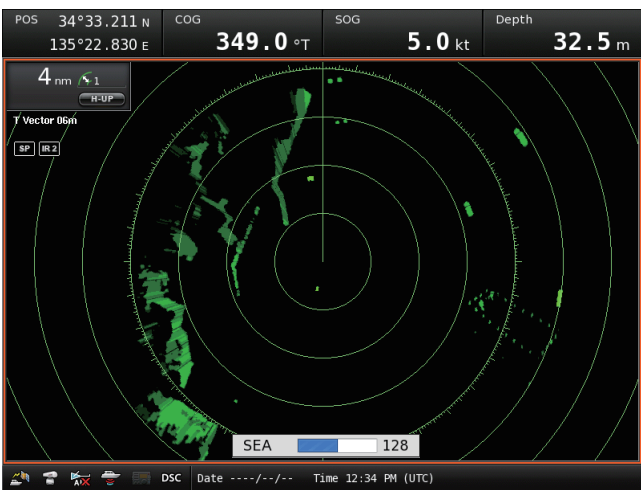 POS 34°33.211 N
135°22.830 E
COG
349.0 °T
SOG
5.0 kt
Depth
32.5 m
4 nm 1
H-UP
T Vector 06m
SP IR 2
SEA 128
A/X DSC Date ----/--/-- Time 12:34 PM (UTC)